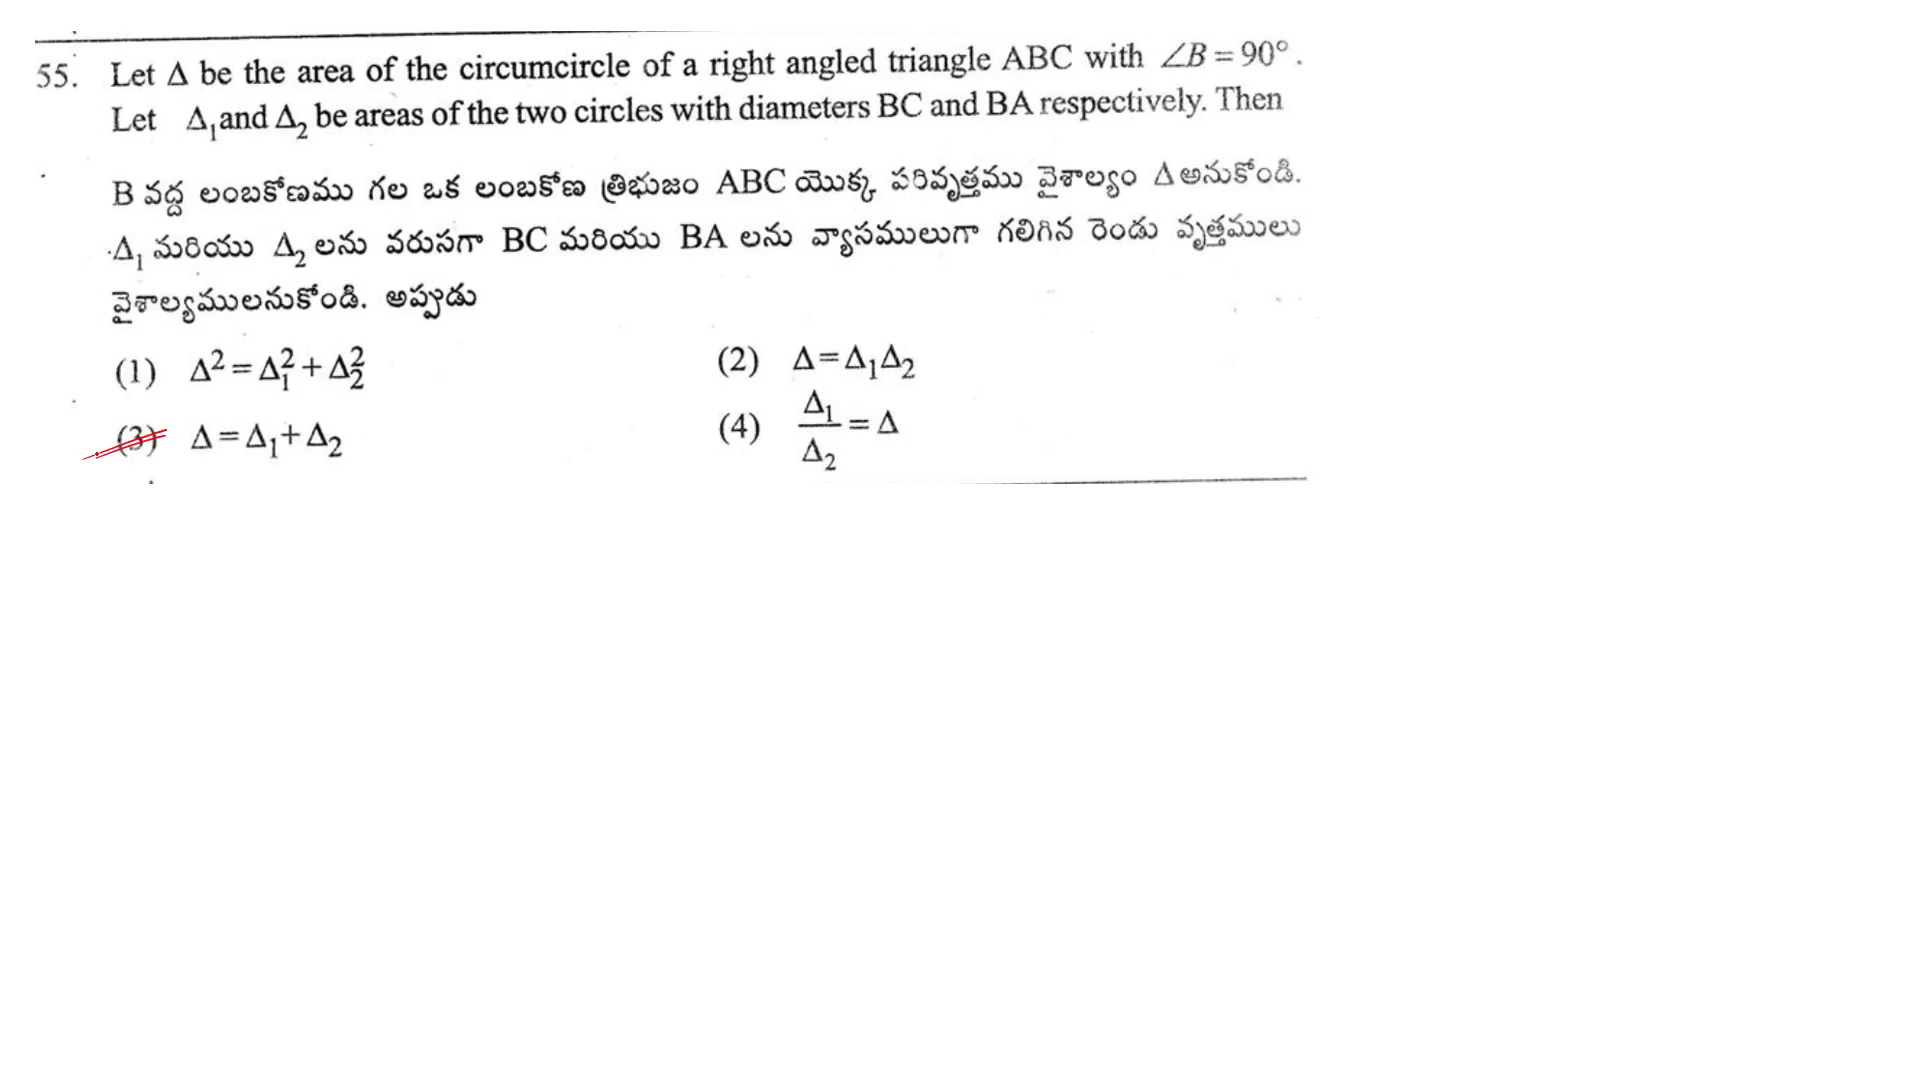 55. Let Δ be the area of the circumcircle of a right angled triangle ABC with ∠B = 90°.
Let Δ₁and Δ₂ be areas of the two circles with diameters BC and BA respectively. Then
B వద్ద లంబకోణము గల ఒక లంబకోణ త్రిభుజం ABC యొక్క పరివృత్తము వైశాల్యం Δ అనుకోండి.
Δ₁ మరియు Δ₂ లను వరుసగా BC మరియు BA లను వ్యాసములుగా గలిగిన రెండు వృత్తములు
వైశాల్యములనుకోండి. అప్పుడు
(1) Δ² = Δ₁² + Δ₂² (2) Δ = Δ₁Δ₂
(3) Δ = Δ₁ + Δ₂ (4) Δ₁/Δ₂ = Δ